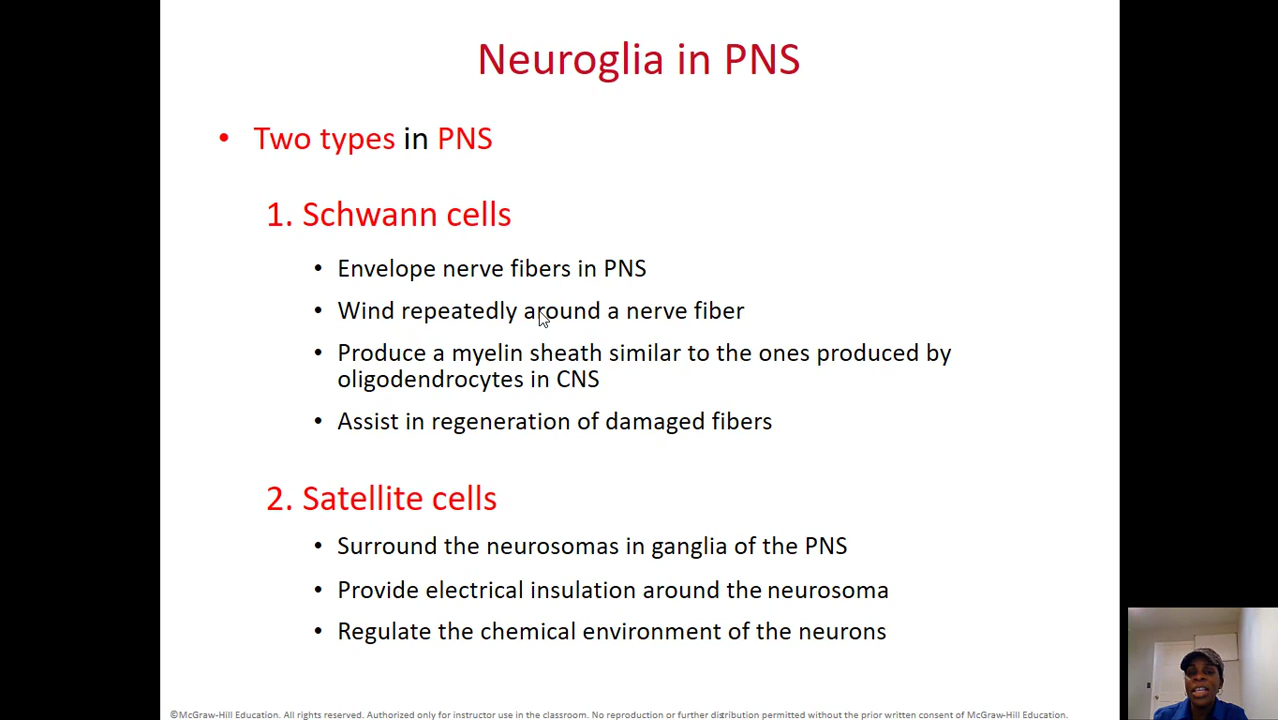 Neuroglia in PNS
• Two types in PNS
1. Schwann cells
• Envelope nerve fibers in PNS
• Wind repeatedly around a nerve fiber
• Produce a myelin sheath similar to the ones produced by
oligodendrocytes in CNS
• Assist in regeneration of damaged fibers
2. Satellite cells
• Surround the neurosomas in ganglia of the PNS
• Provide electrical insulation around the neurosoma
• Regulate the chemical environment of the neurons
©McGraw-Hill Education. All rights reserved. Authorized only for instructor use in the classroom. No reproduction or further distribution permitted without the prior written consent of McGraw-Hill Education.